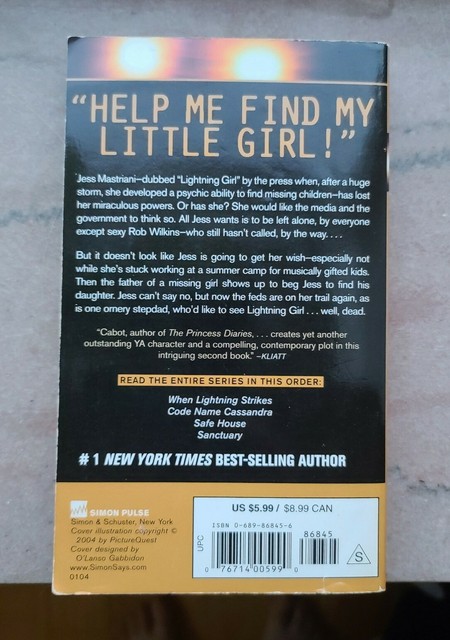 “HELP ME FIND MY
LITTLE GIRL!”
Jess Mastriani—dubbed “Lightning Girl” by the press when, after a huge
storm, she developed a psychic ability to find missing children—has lost
her miraculous powers. Or has she? She would like the media and the
government to think so. All Jess wants is to be left alone, by everyone
except sexy Rob Wilkins—who still hasn’t called, by the way. . . .
But it doesn’t look like Jess is going to get her wish—especially not
while she’s stuck working at a summer camp for musically gifted kids.
Then the father of a missing girl shows up to beg Jess to find his
daughter. Jess can’t say no, but now the feds are on her trail again, as
is one ornery stepdad, who’d like to see Lightning Girl . . . well, dead.
“Cabot, author of The Princess Diaries, . . . creates yet another
outstanding YA character and a compelling, contemporary plot in this
intriguing second book.” –KLIATT
READ THE ENTIRE SERIES IN THIS ORDER:
When Lightning Strikes
Code Name Cassandra
Safe House
Sanctuary
# 1 NEW YORK TIMES BEST-SELLING AUTHOR
SIMON PULSE
Simon & Schuster, New York
Cover illustration copyright ©
2004 by PictureQuest
Cover designed by
O’Lanso Gabbidon
www.SimonSays.com
0104
US $5.99 / $8.99 CAN
ISBN 0-689-86845-6
86845
UPC
0 76714 00599 0
S